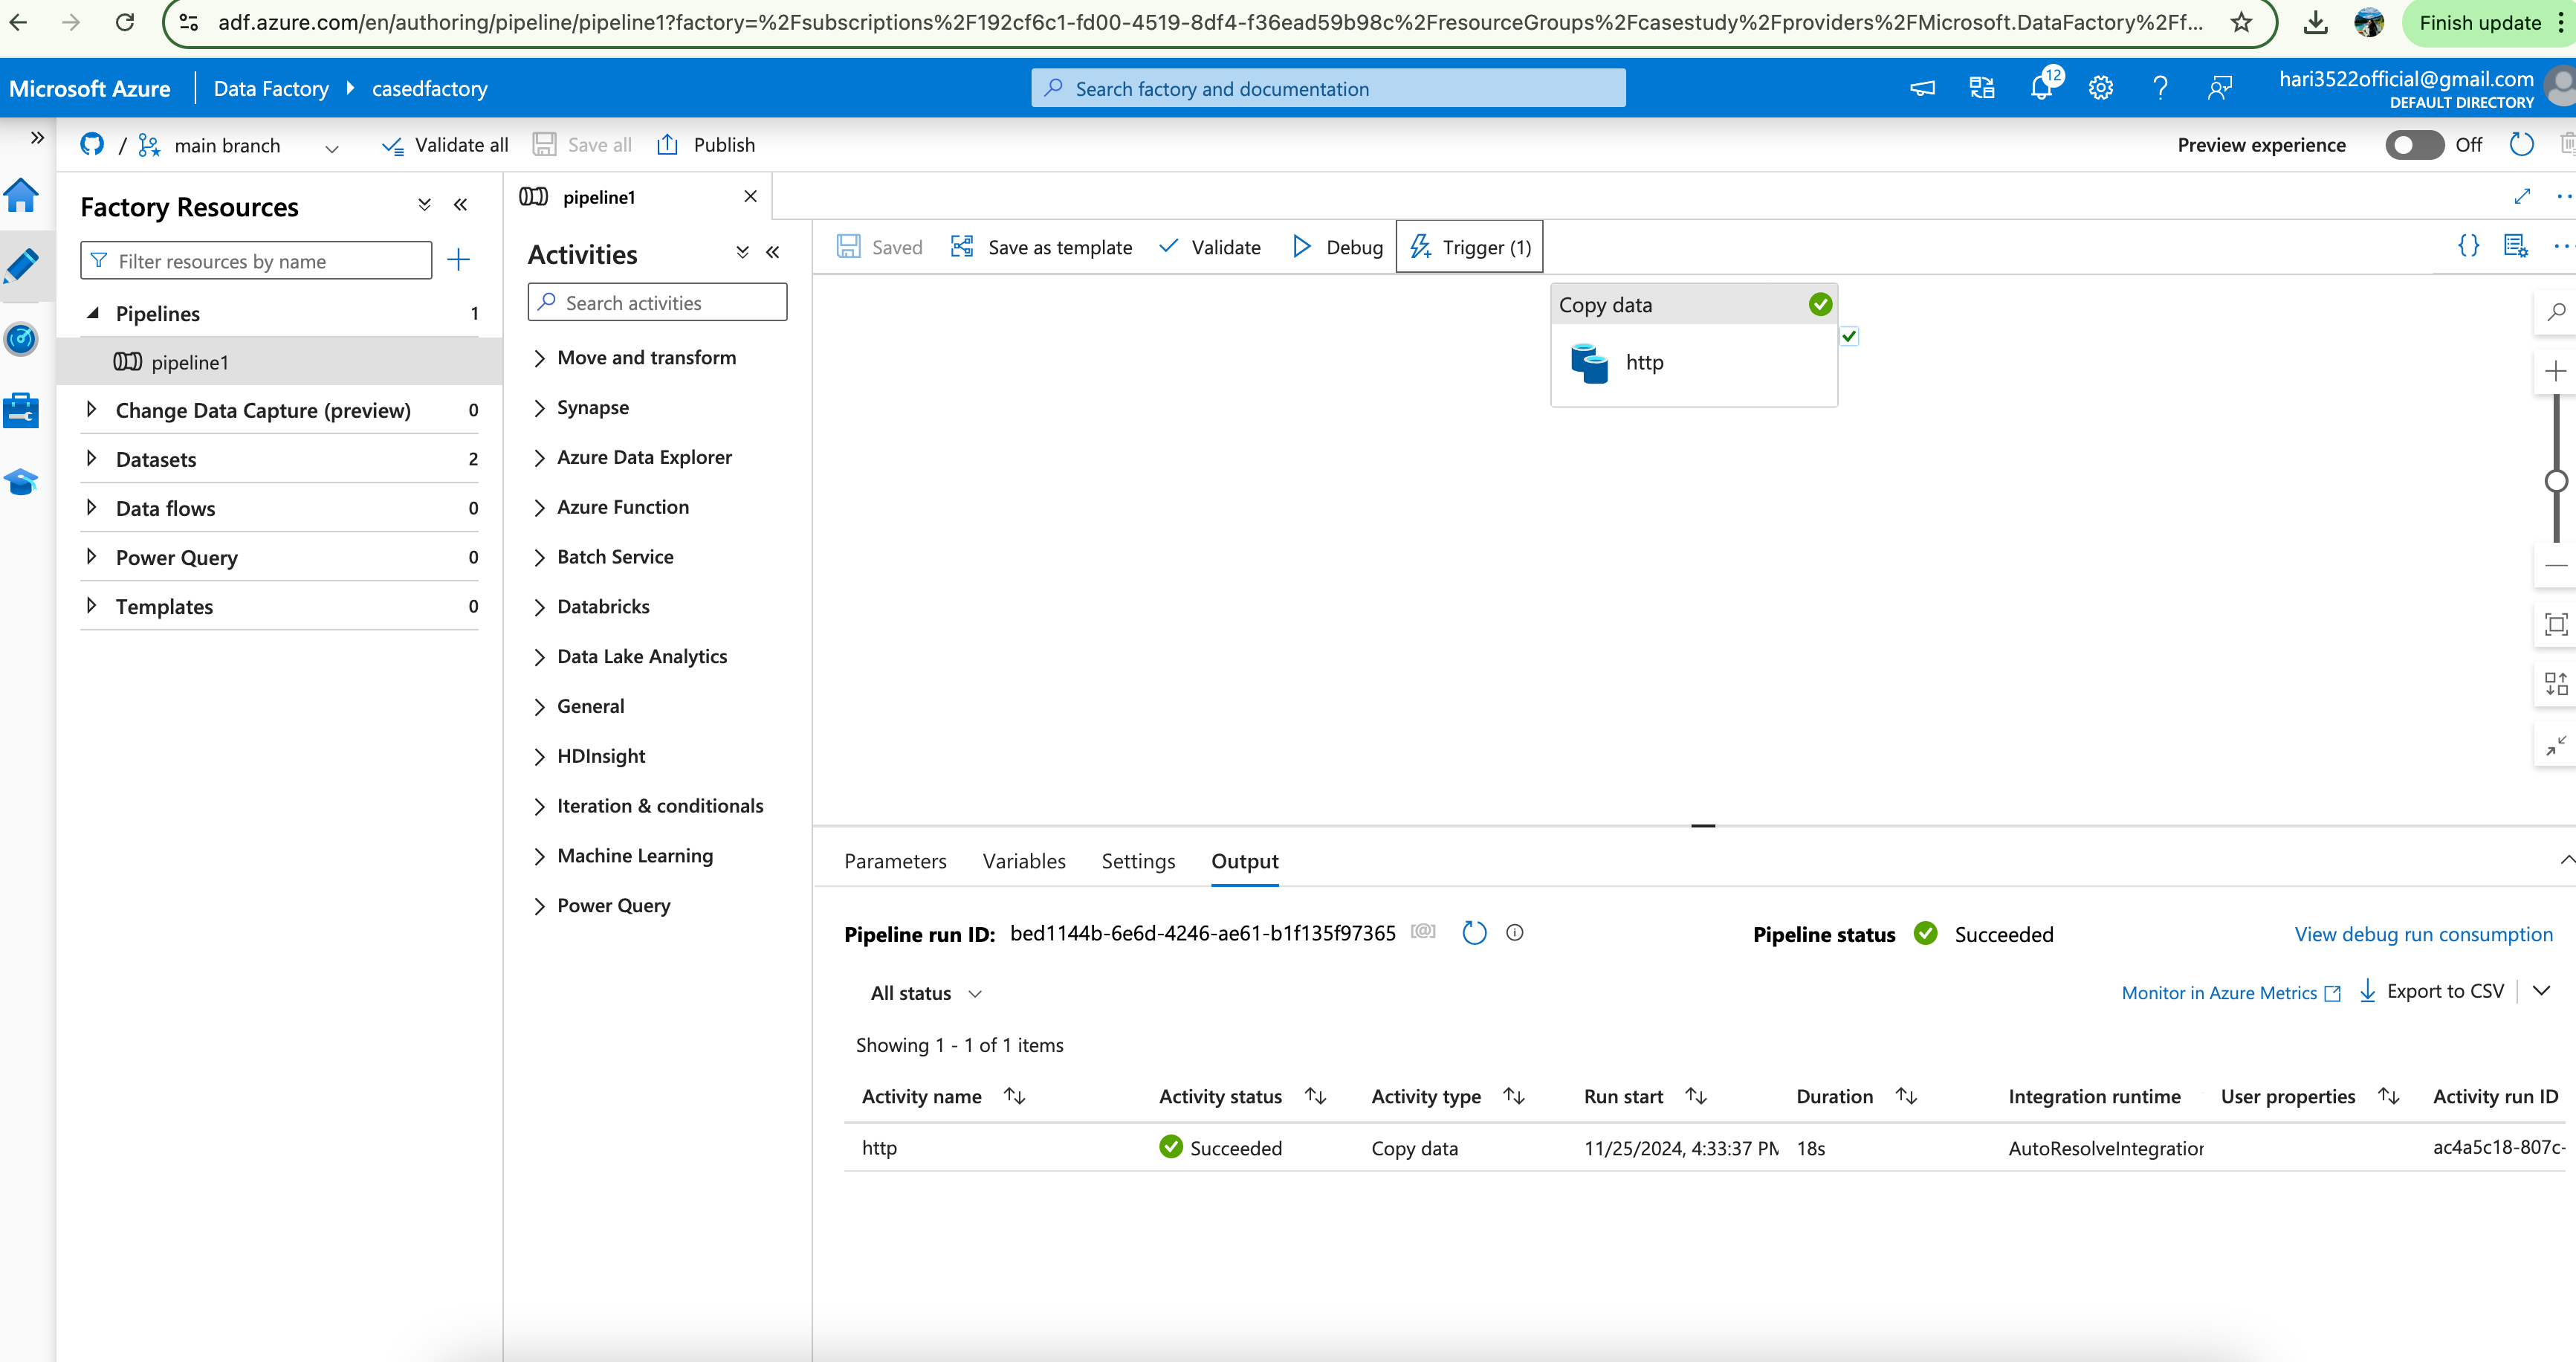 adf.azure.com/en/authoring/pipeline/pipeline1?factory=%2Fsubscriptions%2F192cf6c1-fd00-4519-8df4-f36ead59b98c%2FresourceGroups%2Fcasestudy%2Fproviders%2FMicrosoft.DataFactory%2Ff...
Finish update
Microsoft Azure
Data Factory
casedfactory
Search factory and documentation
12
hari3522official@gmail.com
DEFAULT DIRECTORY
/
main branch
Validate all
Save all
Publish
Preview experience
Off
Factory Resources
Filter resources by name
Pipelines 1
pipeline1
Change Data Capture (preview) 0
Datasets 2
Data flows 0
Power Query 0
Templates 0
pipeline1
Activities
Search activities
Move and transform
Synapse
Azure Data Explorer
Azure Function
Batch Service
Databricks
Data Lake Analytics
General
HDInsight
Iteration & conditionals
Machine Learning
Power Query
Saved
Save as template
Validate
Debug
Trigger (1)
Copy data
http
Parameters
Variables
Settings
Output
Pipeline run ID: bed1144b-6e6d-4246-ae61-b1f135f97365
Pipeline status Succeeded
View debug run consumption
All status
Monitor in Azure Metrics
Export to CSV
Showing 1 - 1 of 1 items
Activity name Activity status Activity type Run start Duration Integration runtime User properties Activity run ID
http Succeeded Copy data 11/25/2024, 4:33:37 PM 18s AutoResolveIntegration ac4a5c18-807c-